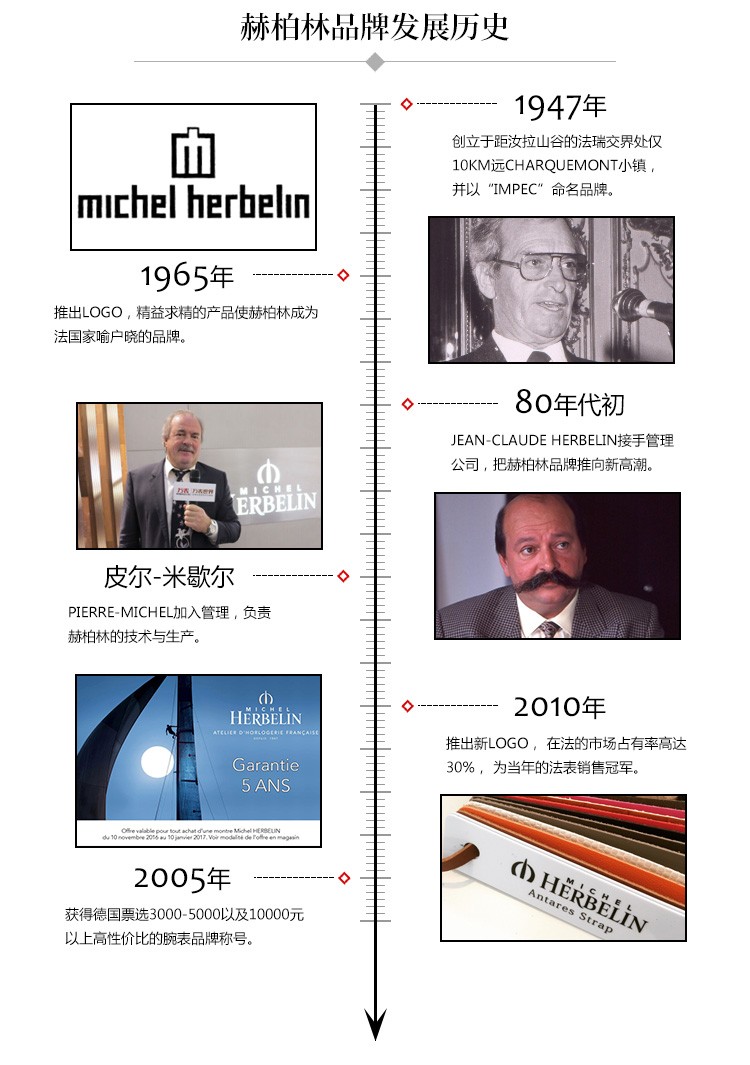 赫柏林品牌发展历史
1947年
创立于距汝拉山谷的法瑞交界处仅
10KM远CHARQUEMONT小镇，
并以“IMPEC”命名品牌。
michel herbelin
1965年
推出LOGO，精益求精的产品使赫柏林成为
法国家喻户晓的品牌。
80年代初
JEAN-CLAUDE HERBELIN接手管理
公司，把赫柏林品牌推向新高潮。
MICHEL
HERBELIN
皮尔-米歇尔
PIERRE-MICHEL加入管理，负责
赫柏林的技术与生产。
2010年
推出新LOGO， 在法的市场占有率高达
30%， 为当年的法表销售冠军。
MICHEL
HERBELIN
Antares Strap
MICHEL
HERBELIN
ATELIER D'HORLOGERIE FRANÇAISE
Garantie
5 ANS
Offre valable pour tout achat d'une montre Michel HERBELIN
du 10 novembre 2016 au 10 janvier 2017. Voir modalité de l'offre en magasin
2005年
获得德国票选3000-5000以及10000元
以上高性价比的腕表品牌称号。